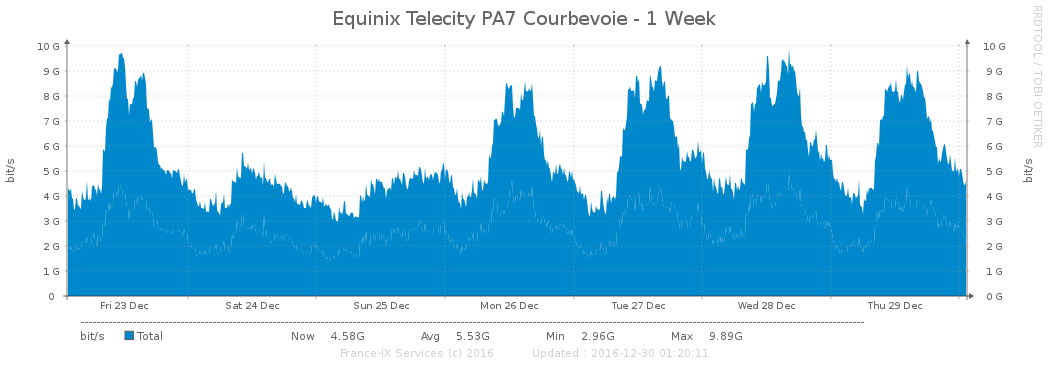 Equinix Telecity PA7 Courbevoie - 1 Week
RRDTOOL / TOBI OETIKER
bit/s
10 G
9 G
8 G
7 G
6 G
5 G
4 G
3 G
2 G
1 G
0
10 G
9 G
8 G
7 G
6 G
5 G
4 G
3 G
2 G
1 G
0 G
bit/s
Fri 23 Dec Sat 24 Dec Sun 25 Dec Mon 26 Dec Tue 27 Dec Wed 28 Dec Thu 29 Dec
bit/s Total Now 4.58G Avg 5.53G Min 2.96G Max 9.89G
France-IX Services (c) 2016 Updated : 2016-12-30 01:20:11